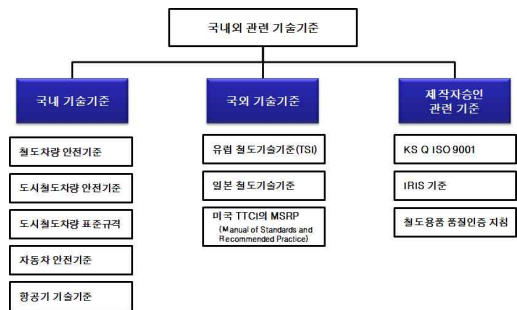 국내외 관련 기술기준
국내 기술기준
철도차량 안전기준
도시철도차량 안전기준
도시철도차량 표준규격
자동차 안전기준
항공기 기술기준
국외 기술기준
유럽 철도기술기준(TSI)
일본 철도기술기준
미국 TTCI의 MSRP
(Manual of Standards and
Recommended Practice)
제작자승인
관련 기준
KS Q ISO 9001
IRIS 기준
철도용품 품질인증 지침